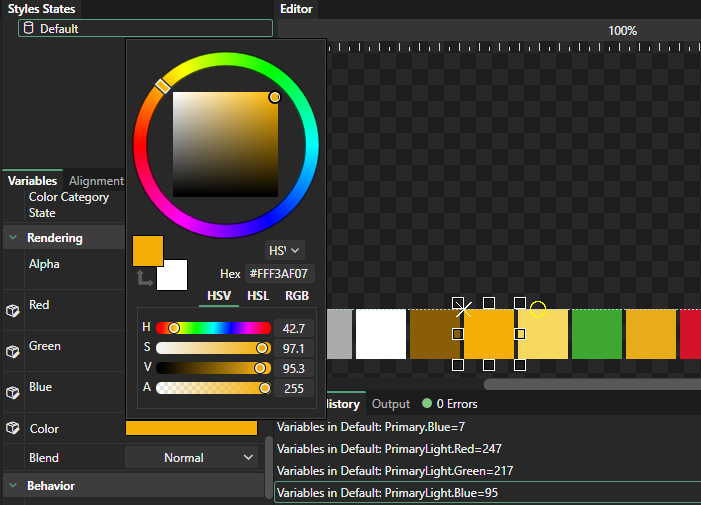 Styles States
Default
Editor
100%
Variables
Alignment
Color Category
State
Rendering
Alpha
Red
Green
Blue
Color
Blend
Normal
Behavior
HSV
Hex
#FFF3AF07
HSV
HSL
RGB
H
42.7
S
97.1
V
95.3
A
255
History
Output
0 Errors
Variables in Default: Primary.Blue=7
Variables in Default: PrimaryLight.Red=247
Variables in Default: PrimaryLight.Green=217
Variables in Default: PrimaryLight.Blue=95